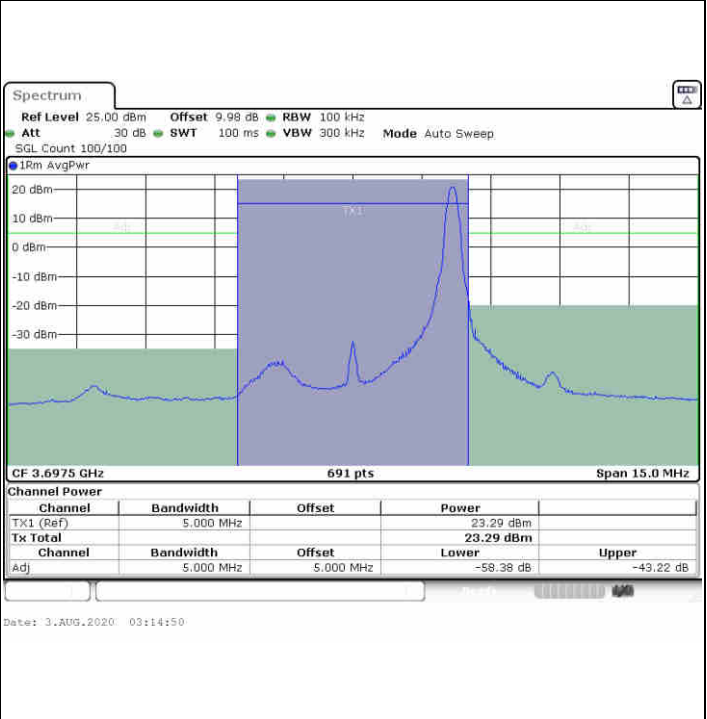 Spectrum
Ref Level 25.00 dBm Offset 9.98 dB RBW 100 kHz
Att 30 dB SWT 100 ms VBW 300 kHz Mode Auto Sweep
SGL Count 100/100
1Rm AvgPwr
20 dBm
TX1
10 dBm
Adj Adj
0 dBm
-10 dBm
-20 dBm
-30 dBm
CF 3.6975 GHz 691 pts Span 15.0 MHz
Channel Power
Channel Bandwidth Offset Power
TX1 (Ref) 5.000 MHz 23.29 dBm
Tx Total 23.29 dBm
Channel Bandwidth Offset Lower Upper
Adj 5.000 MHz 5.000 MHz -58.38 dB -43.22 dB
Date: 3.AUG.2020 03:14:50